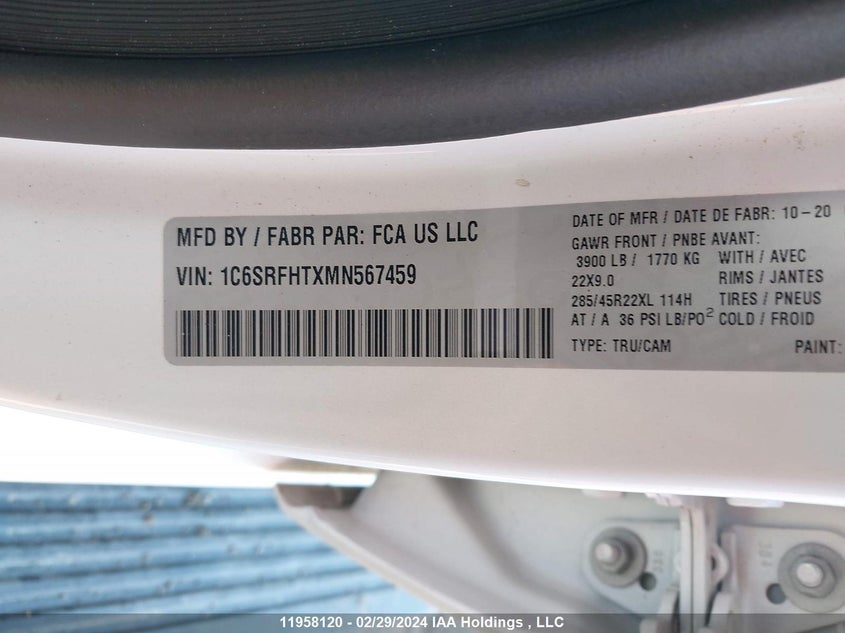 MFD BY / FABR PAR: FCA US LLC
VIN: 1C6SRFHTXMN567459
DATE OF MFR / DATE DE FABR: 10-20
GAWR FRONT / PNBE AVANT:
3900 LB / 1770 KG WITH / AVEC
22X9.0 RIMS / JANTES
285/45R22XL 114H TIRES / PNEUS
AT / A 36 PSI LB/PO² COLD / FROID
TYPE: TRU/CAM PAINT:
11958120 - 02/29/2024 IAA Holdings , LLC